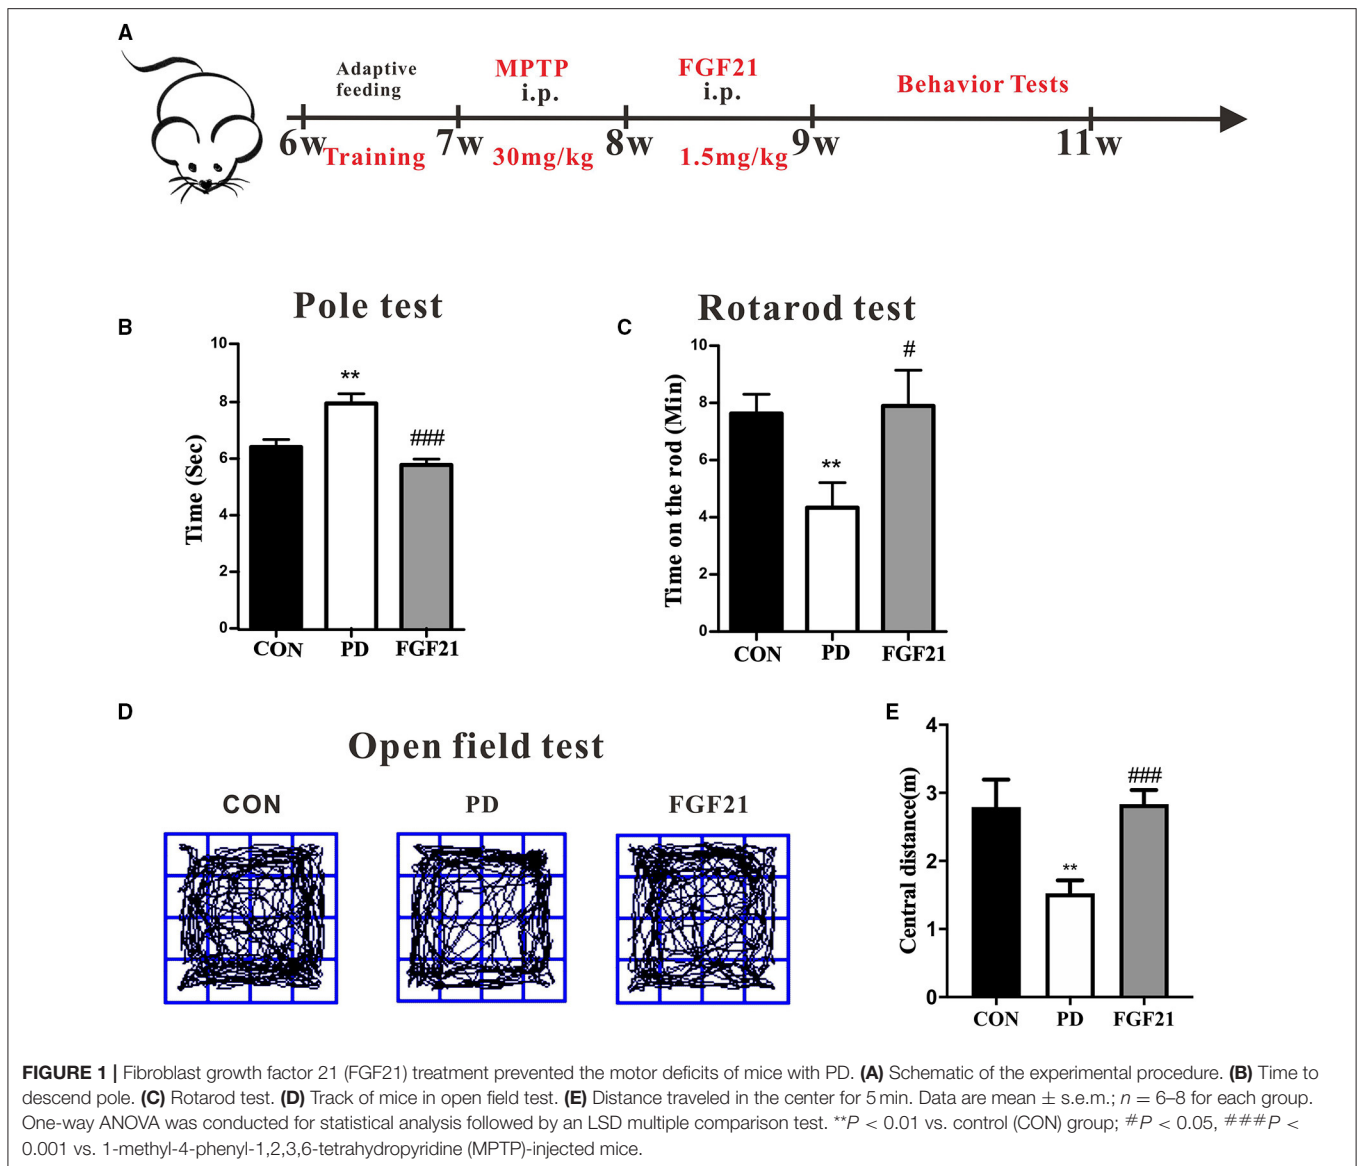 A
Adaptive
feeding
MPTP
i.p.
FGF21
i.p.
Behavior Tests
6w
7w
8w
9w
11w
Training
30mg/kg
1.5mg/kg
Pole test
B
Time (Sec)
10
8
6
4
2
0
**
###
CON PD FGF21
Rotarod test
C
Time on the rod (Min)
10
8
6
4
2
0
**
#
CON PD FGF21
D
Open field test
CON PD FGF21
E
Central distance(m)
4
3
2
1
0
**
###
CON PD FGF21
FIGURE 1 | Fibroblast growth factor 21 (FGF21) treatment prevented the motor deficits of mice with PD. (A) Schematic of the experimental procedure. (B) Time to
descend pole. (C) Rotarod test. (D) Track of mice in open field test. (E) Distance traveled in the center for 5 min. Data are mean ± s.e.m.; n = 6–8 for each group.
One-way ANOVA was conducted for statistical analysis followed by an LSD multiple comparison test. **P < 0.01 vs. control (CON) group; #P < 0.05, ###P <
0.001 vs. 1-methyl-4-phenyl-1,2,3,6-tetrahydropyridine (MPTP)-injected mice.